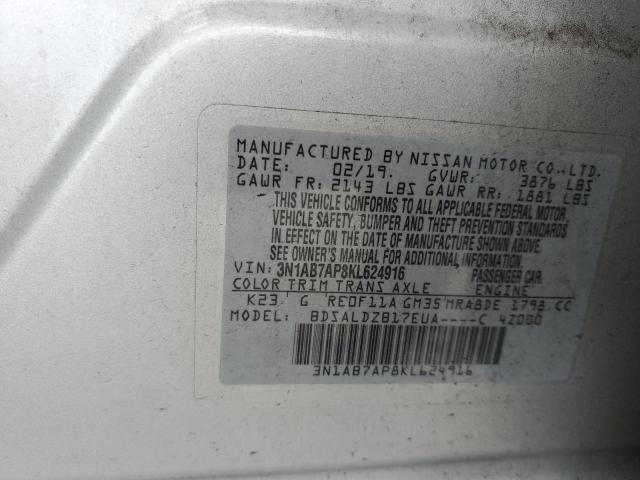 MANUFACTURED BY NISSAN MOTOR CO., LTD.
DATE: 02/19. GVWR: 3876 LBS
GAWR FR: 2143 LBS GAWR RR: 1881 LBS
THIS VEHICLE CONFORMS TO ALL APPLICABLE FEDERAL MOTOR
VEHICLE SAFETY, BUMPER AND THEFT PREVENTION STANDARDS
IN EFFECT ON THE DATE OF MANUFACTURE SHOWN ABOVE.
SEE OWNER'S MANUAL FOR ADDITIONAL INFORMATION.
VIN: 3N1AB7AP8KL624916 PASSENGER CAR
COLOR TRIM TRANS AXLE ENGINE
K23 G RE0F11A GM35 MRA8DE 1798 CC
MODEL: BDSALDZB17EUA----C 4Z000
3N1AB7AP8KL624916